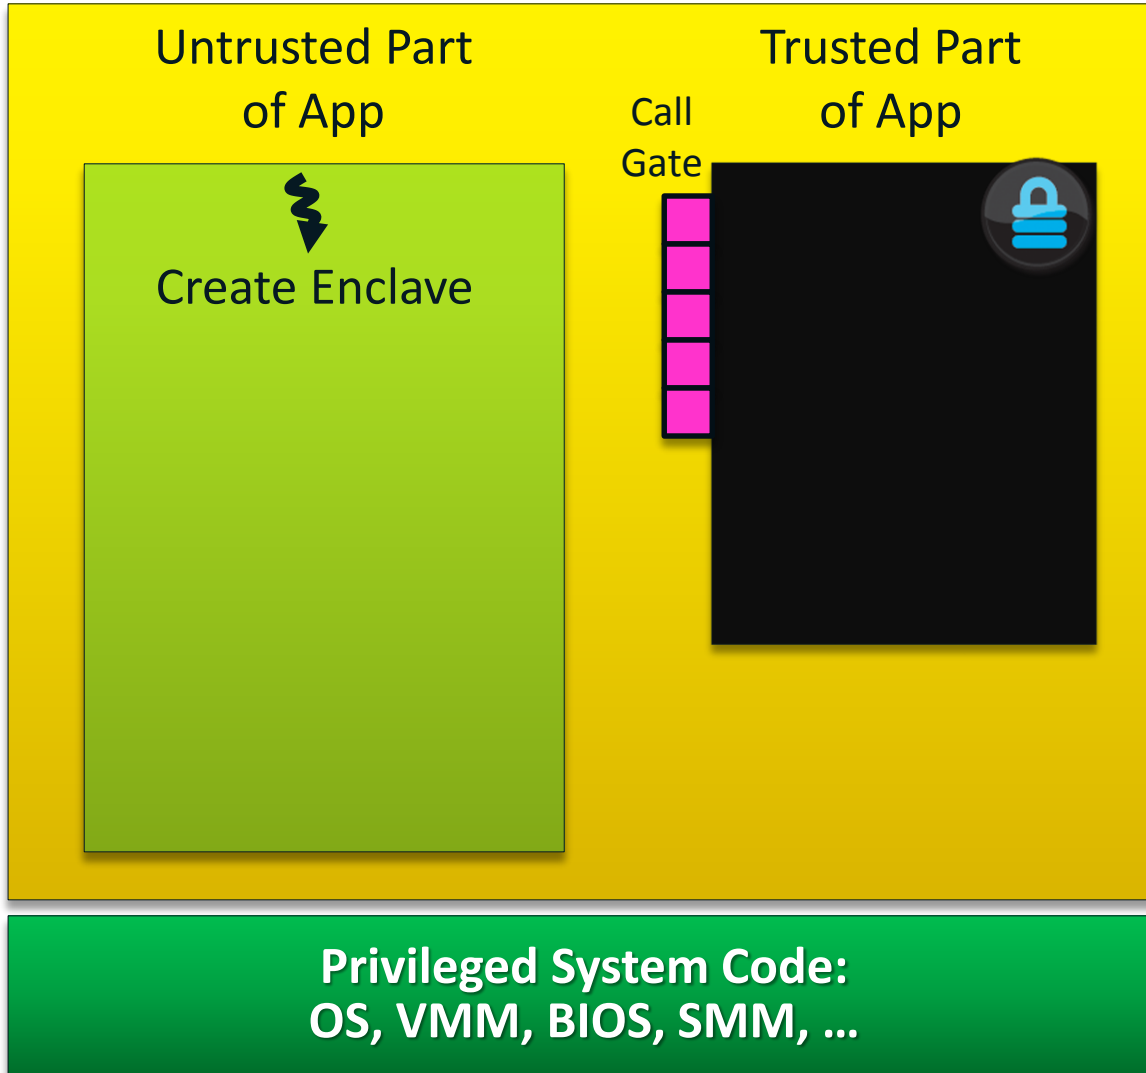 Untrusted Part
of App
Trusted Part
of App
Call
Gate
Create Enclave
Privileged System Code:
OS, VMM, BIOS, SMM, …